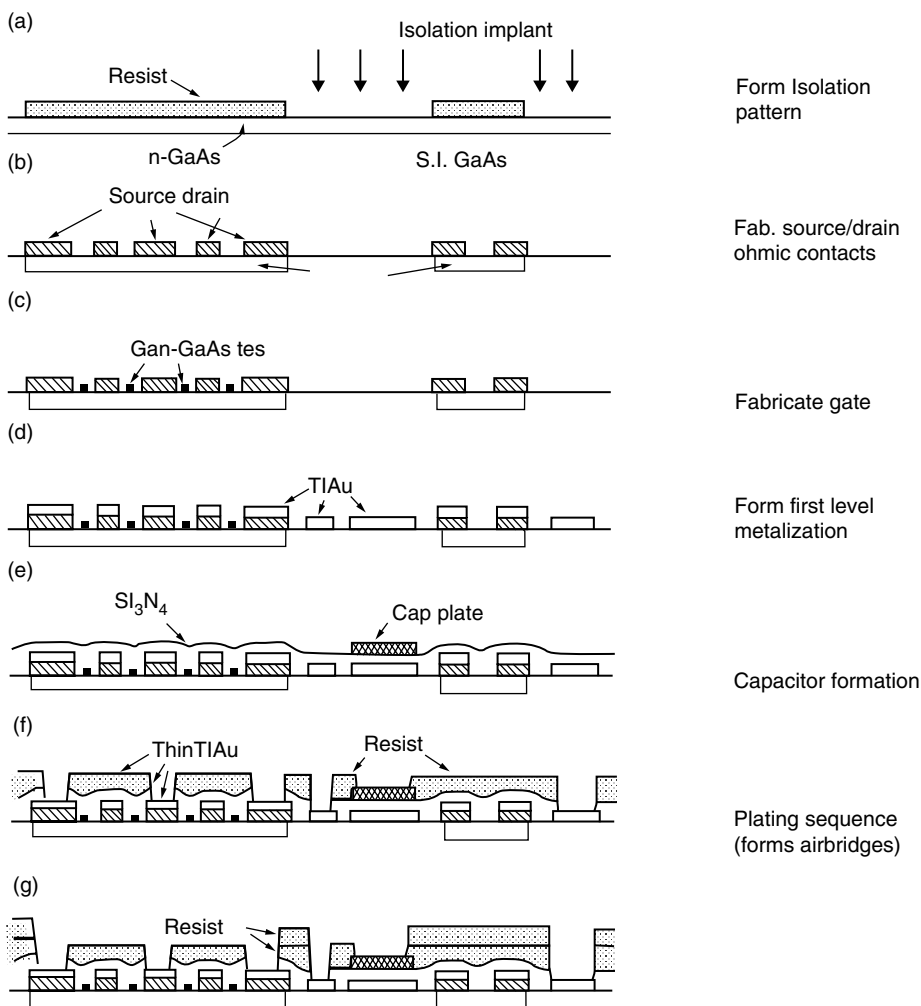 (a)
Isolation implant
Resist
Form Isolation
pattern
n-GaAs
S.I. GaAs
(b)
Source drain
Fab. source/drain
ohmic contacts
(c)
Gan-GaAs tes
Fabricate gate
(d)
TIAu
Form first level
metalization
(e)
SI₃N₄
Cap plate
Capacitor formation
(f)
ThinTIAu
Resist
Plating sequence
(forms airbridges)
(g)
Resist